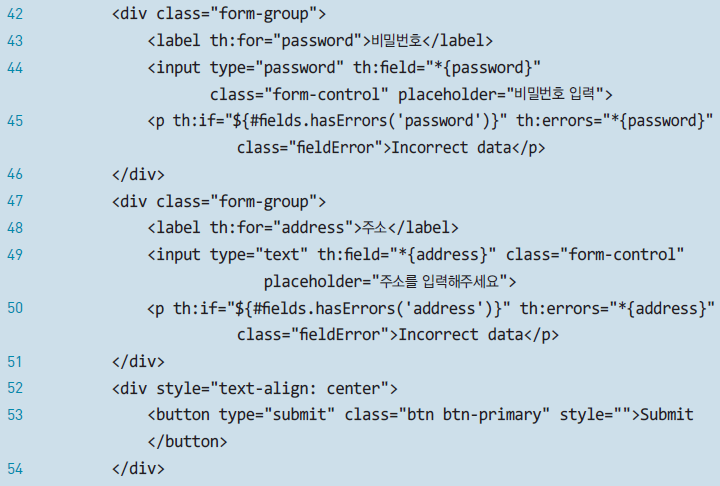 42 <div class="form-group">
43 <label th:for="password">비밀번호</label>
44 <input type="password" th:field="*{password}"
class="form-control" placeholder="비밀번호 입력">
45 <p th:if="${#fields.hasErrors('password')}" th:errors="*{password}"
class="fieldError">Incorrect data</p>
46 </div>
47 <div class="form-group">
48 <label th:for="address">주소</label>
49 <input type="text" th:field="*{address}" class="form-control"
placeholder="주소를 입력해주세요">
50 <p th:if="${#fields.hasErrors('address')}" th:errors="*{address}"
class="fieldError">Incorrect data</p>
51 </div>
52 <div style="text-align: center">
53 <button type="submit" class="btn btn-primary" style="">Submit
</button>
54 </div>